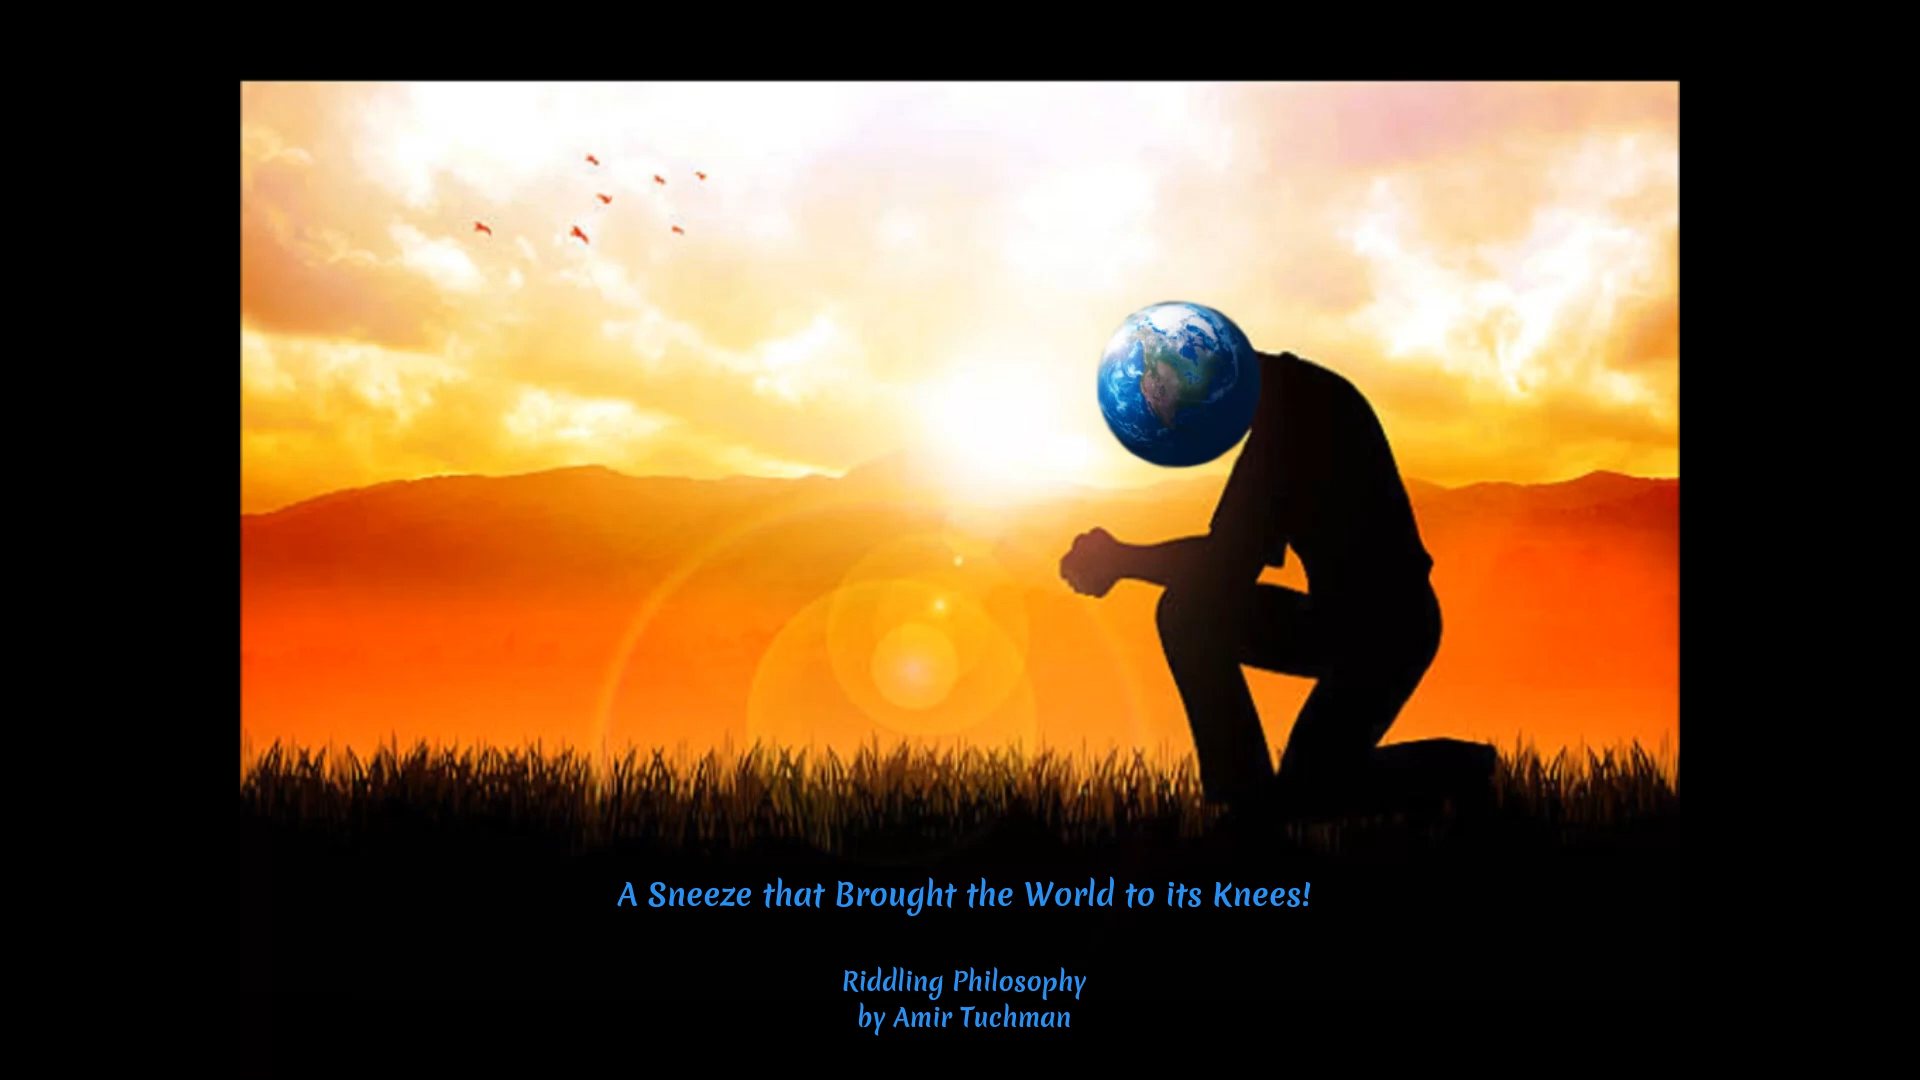 A Sneeze that Brought the World to its Knees!
Riddling Philosophy
by Amir Tuchman